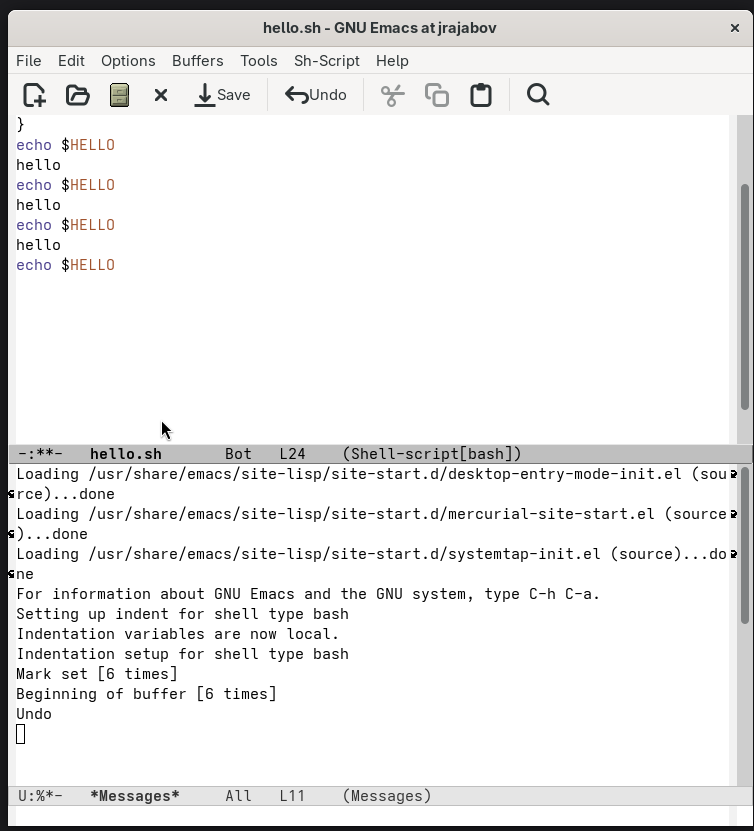 hello.sh - GNU Emacs at jrajabov
File Edit Options Buffers Tools Sh-Script Help
Save Undo
}
echo $HELLO
hello
echo $HELLO
hello
echo $HELLO
hello
echo $HELLO
-:**- hello.sh Bot L24 (Shell-script[bash])
Loading /usr/share/emacs/site-lisp/site-start.d/desktop-entry-mode-init.el (sou
rce)...done
Loading /usr/share/emacs/site-lisp/site-start.d/mercurial-site-start.el (source
)...done
Loading /usr/share/emacs/site-lisp/site-start.d/systemtap-init.el (source)...do
ne
For information about GNU Emacs and the GNU system, type C-h C-a.
Setting up indent for shell type bash
Indentation variables are now local.
Indentation setup for shell type bash
Mark set [6 times]
Beginning of buffer [6 times]
Undo
U:%*- *Messages* All L11 (Messages)